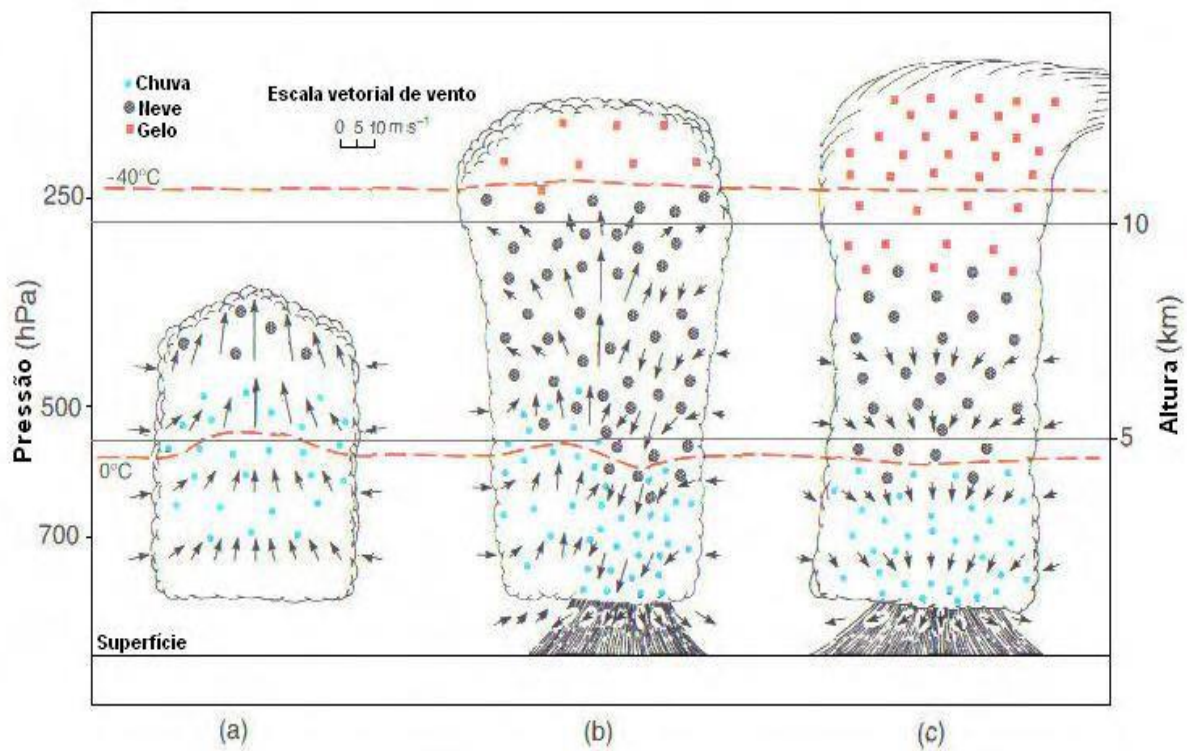 Chuva
Neve
Gelo
Escala vetorial de vento
0 5 10 m s⁻¹
-40°C
250
10
Pressão (hPa)
Altura (km)
500
5
0°C
700
Superfície
(a)
(b)
(c)